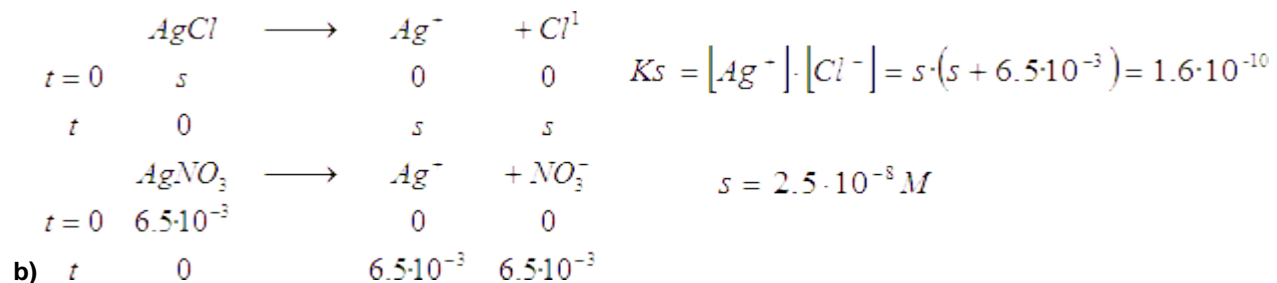 AgCl ⟶ Ag⁺ + Cl¹
t = 0 s 0 0
t 0 s s
Ks = [Ag⁺]·[Cl⁻] = s·(s + 6.5·10⁻³) = 1.6·10⁻¹⁰
AgNO₃ ⟶ Ag⁺ + NO₃⁻
s = 2.5·10⁻⁸ M
t = 0 6.5·10⁻³ 0 0
b) t 0 6.5·10⁻³ 6.5·10⁻³